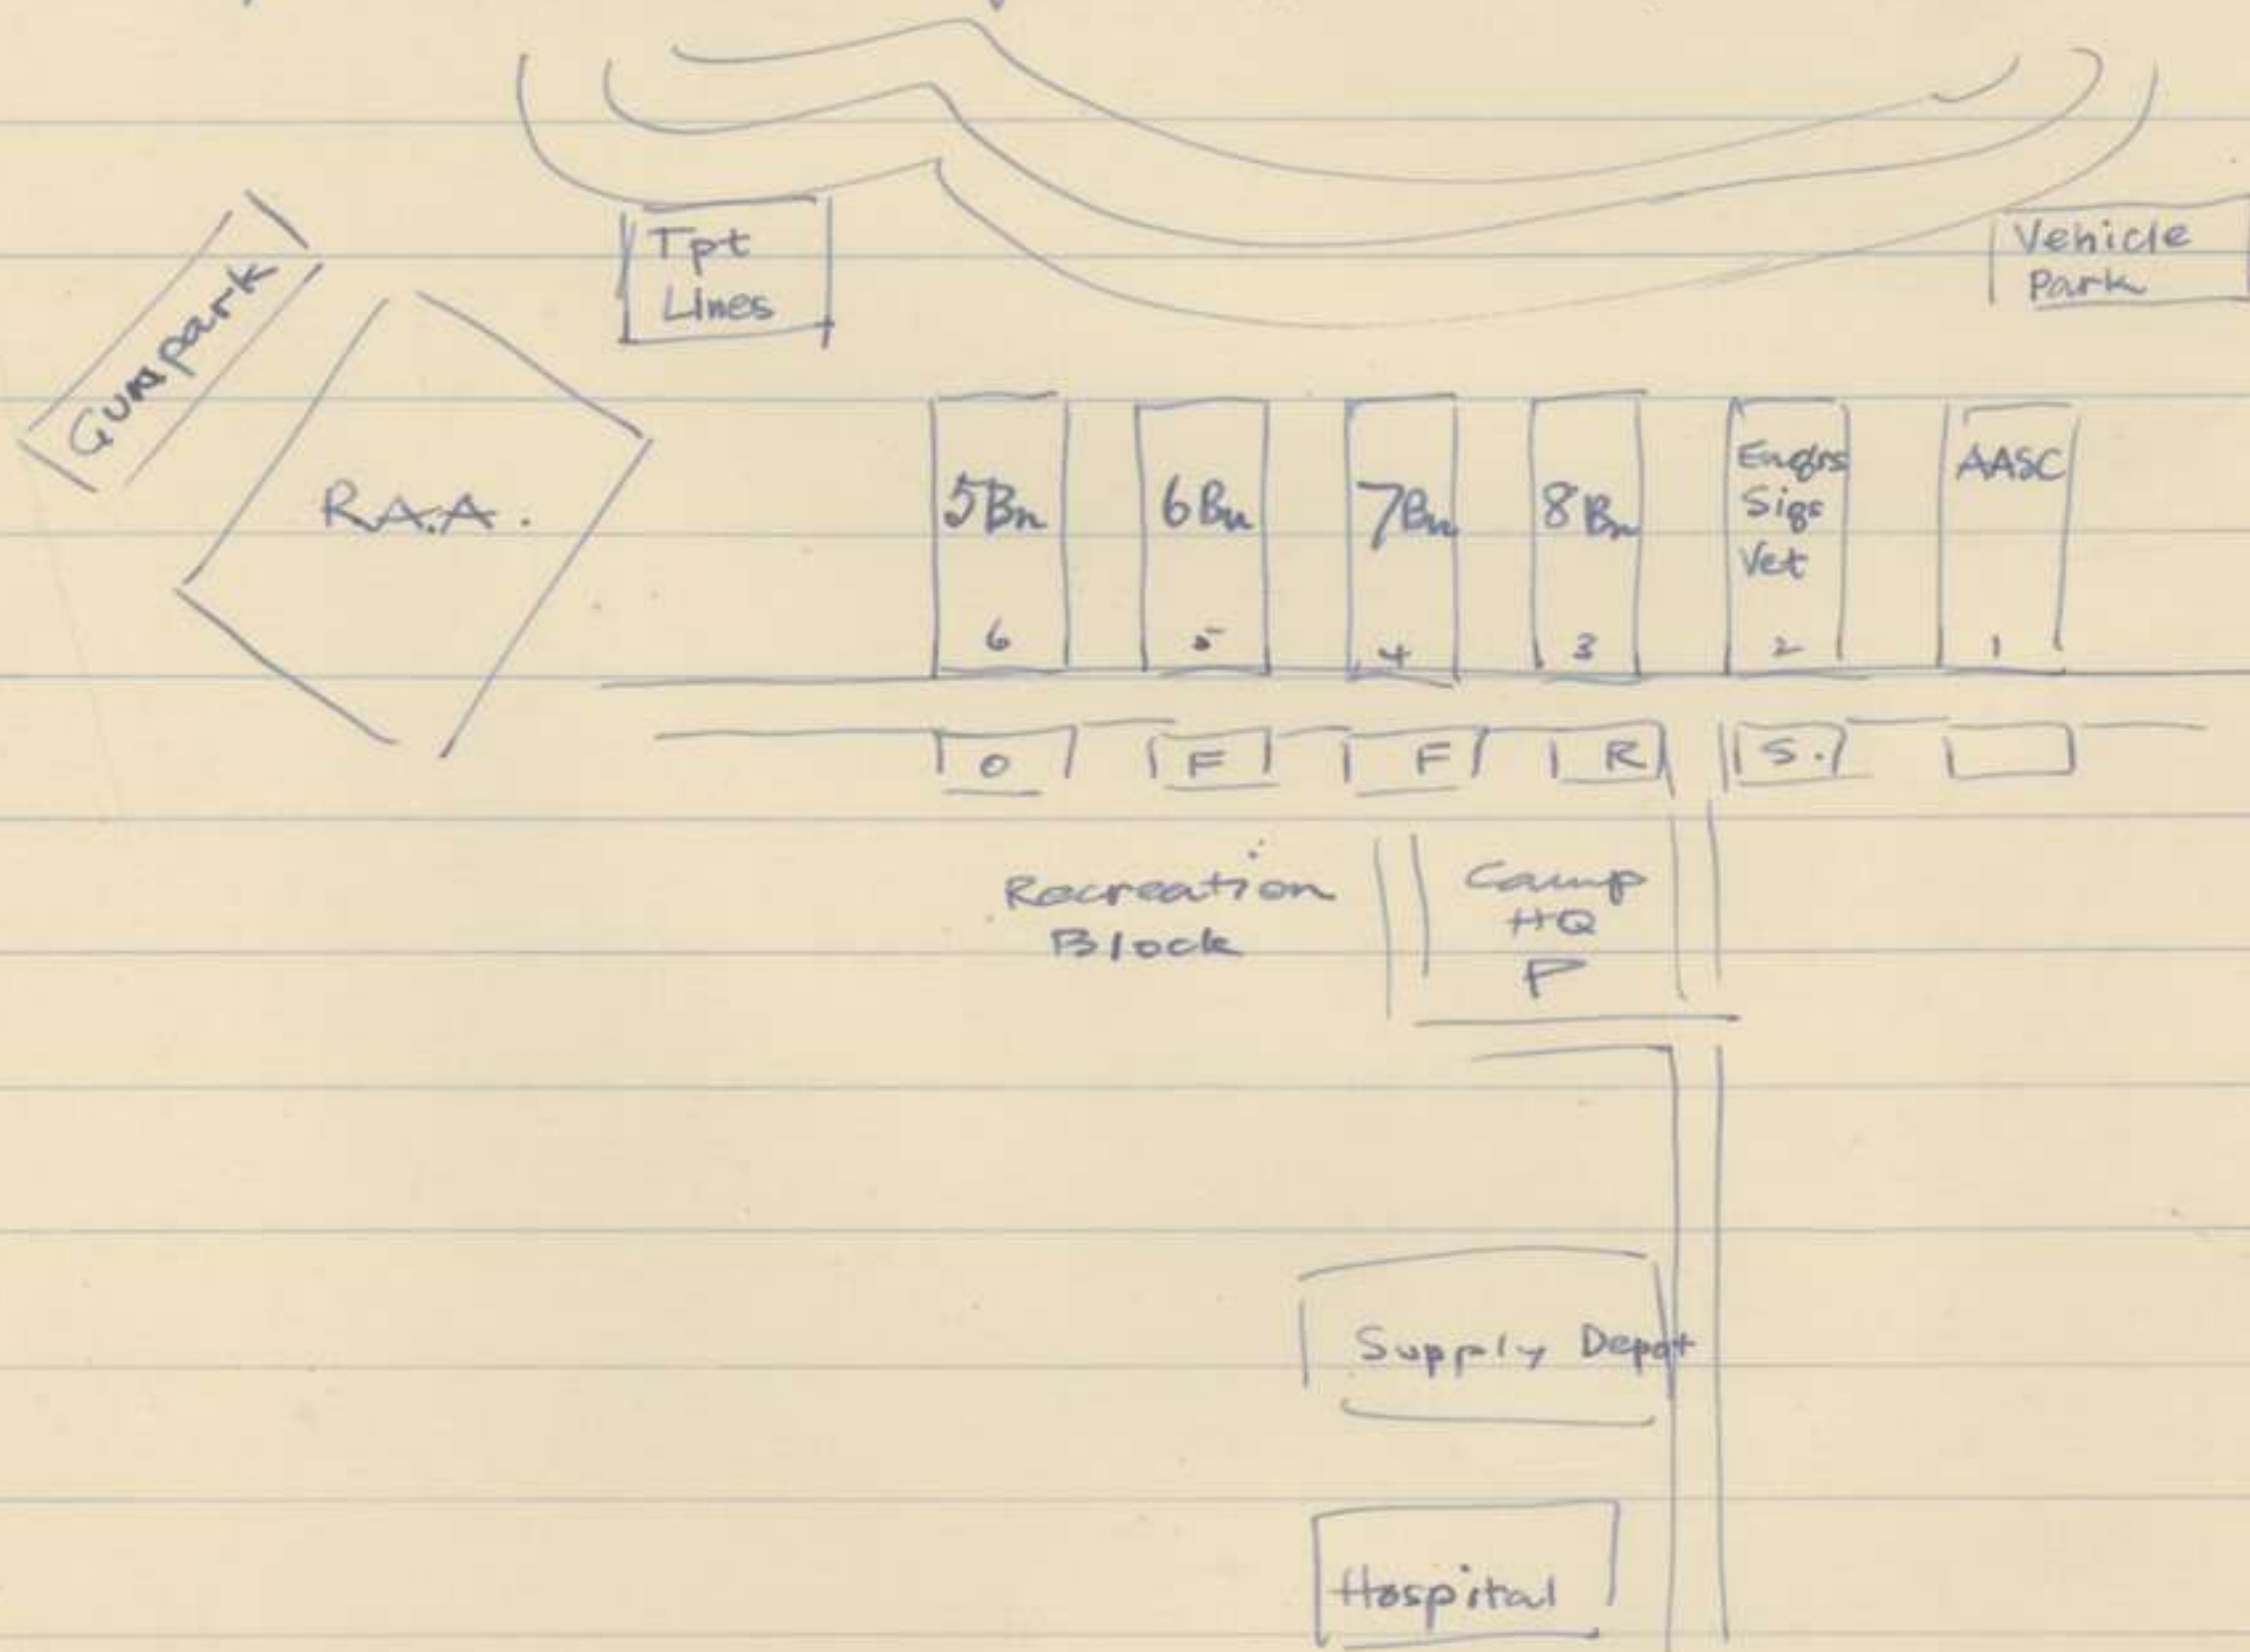 Tpt
Lines
Vehicle
Park
Gunpark
R.A.A.
5Bn
6Bn
7Bn
8Bn
Engrs
Sigs
Vet
AASC
6
5
4
3
2
1
O
F
F
R
S.
Recreation
Block
Camp
HQ
P
Supply Depot
Hospital